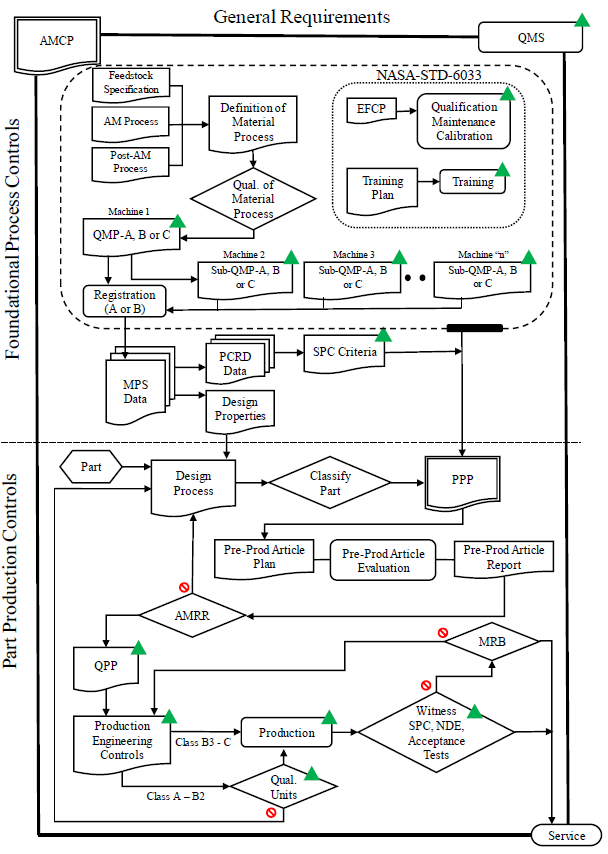 General Requirements
AMCP
QMS
Foundational Process Controls
NASA-STD-6033
Feedstock
Specification
AM Process
Post-AM
Process
Definition of
Material
Process
EFCP
Qualification
Maintenance
Calibration
Qual. of
Material
Process
Training
Plan
Training
Machine 1
QMP-A, B or C
Machine 2
Sub-QMP-A, B
or C
Machine 3
Sub-QMP-A, B
or C
Machine “n”
Sub-QMP-A, B
or C
Registration
(A or B)
MPS
Data
PCRD
Data
SPC Criteria
Design
Properties
Part Production Controls
Part
Design
Process
Classify
Part
PPP
Pre-Prod Article
Plan
Pre-Prod Article
Evaluation
Pre-Prod Article
Report
AMRR
MRB
QPP
Production
Engineering
Controls
Class B3 - C
Production
Witness
SPC, NDE,
Acceptance
Tests
Class A – B2
Qual.
Units
Service